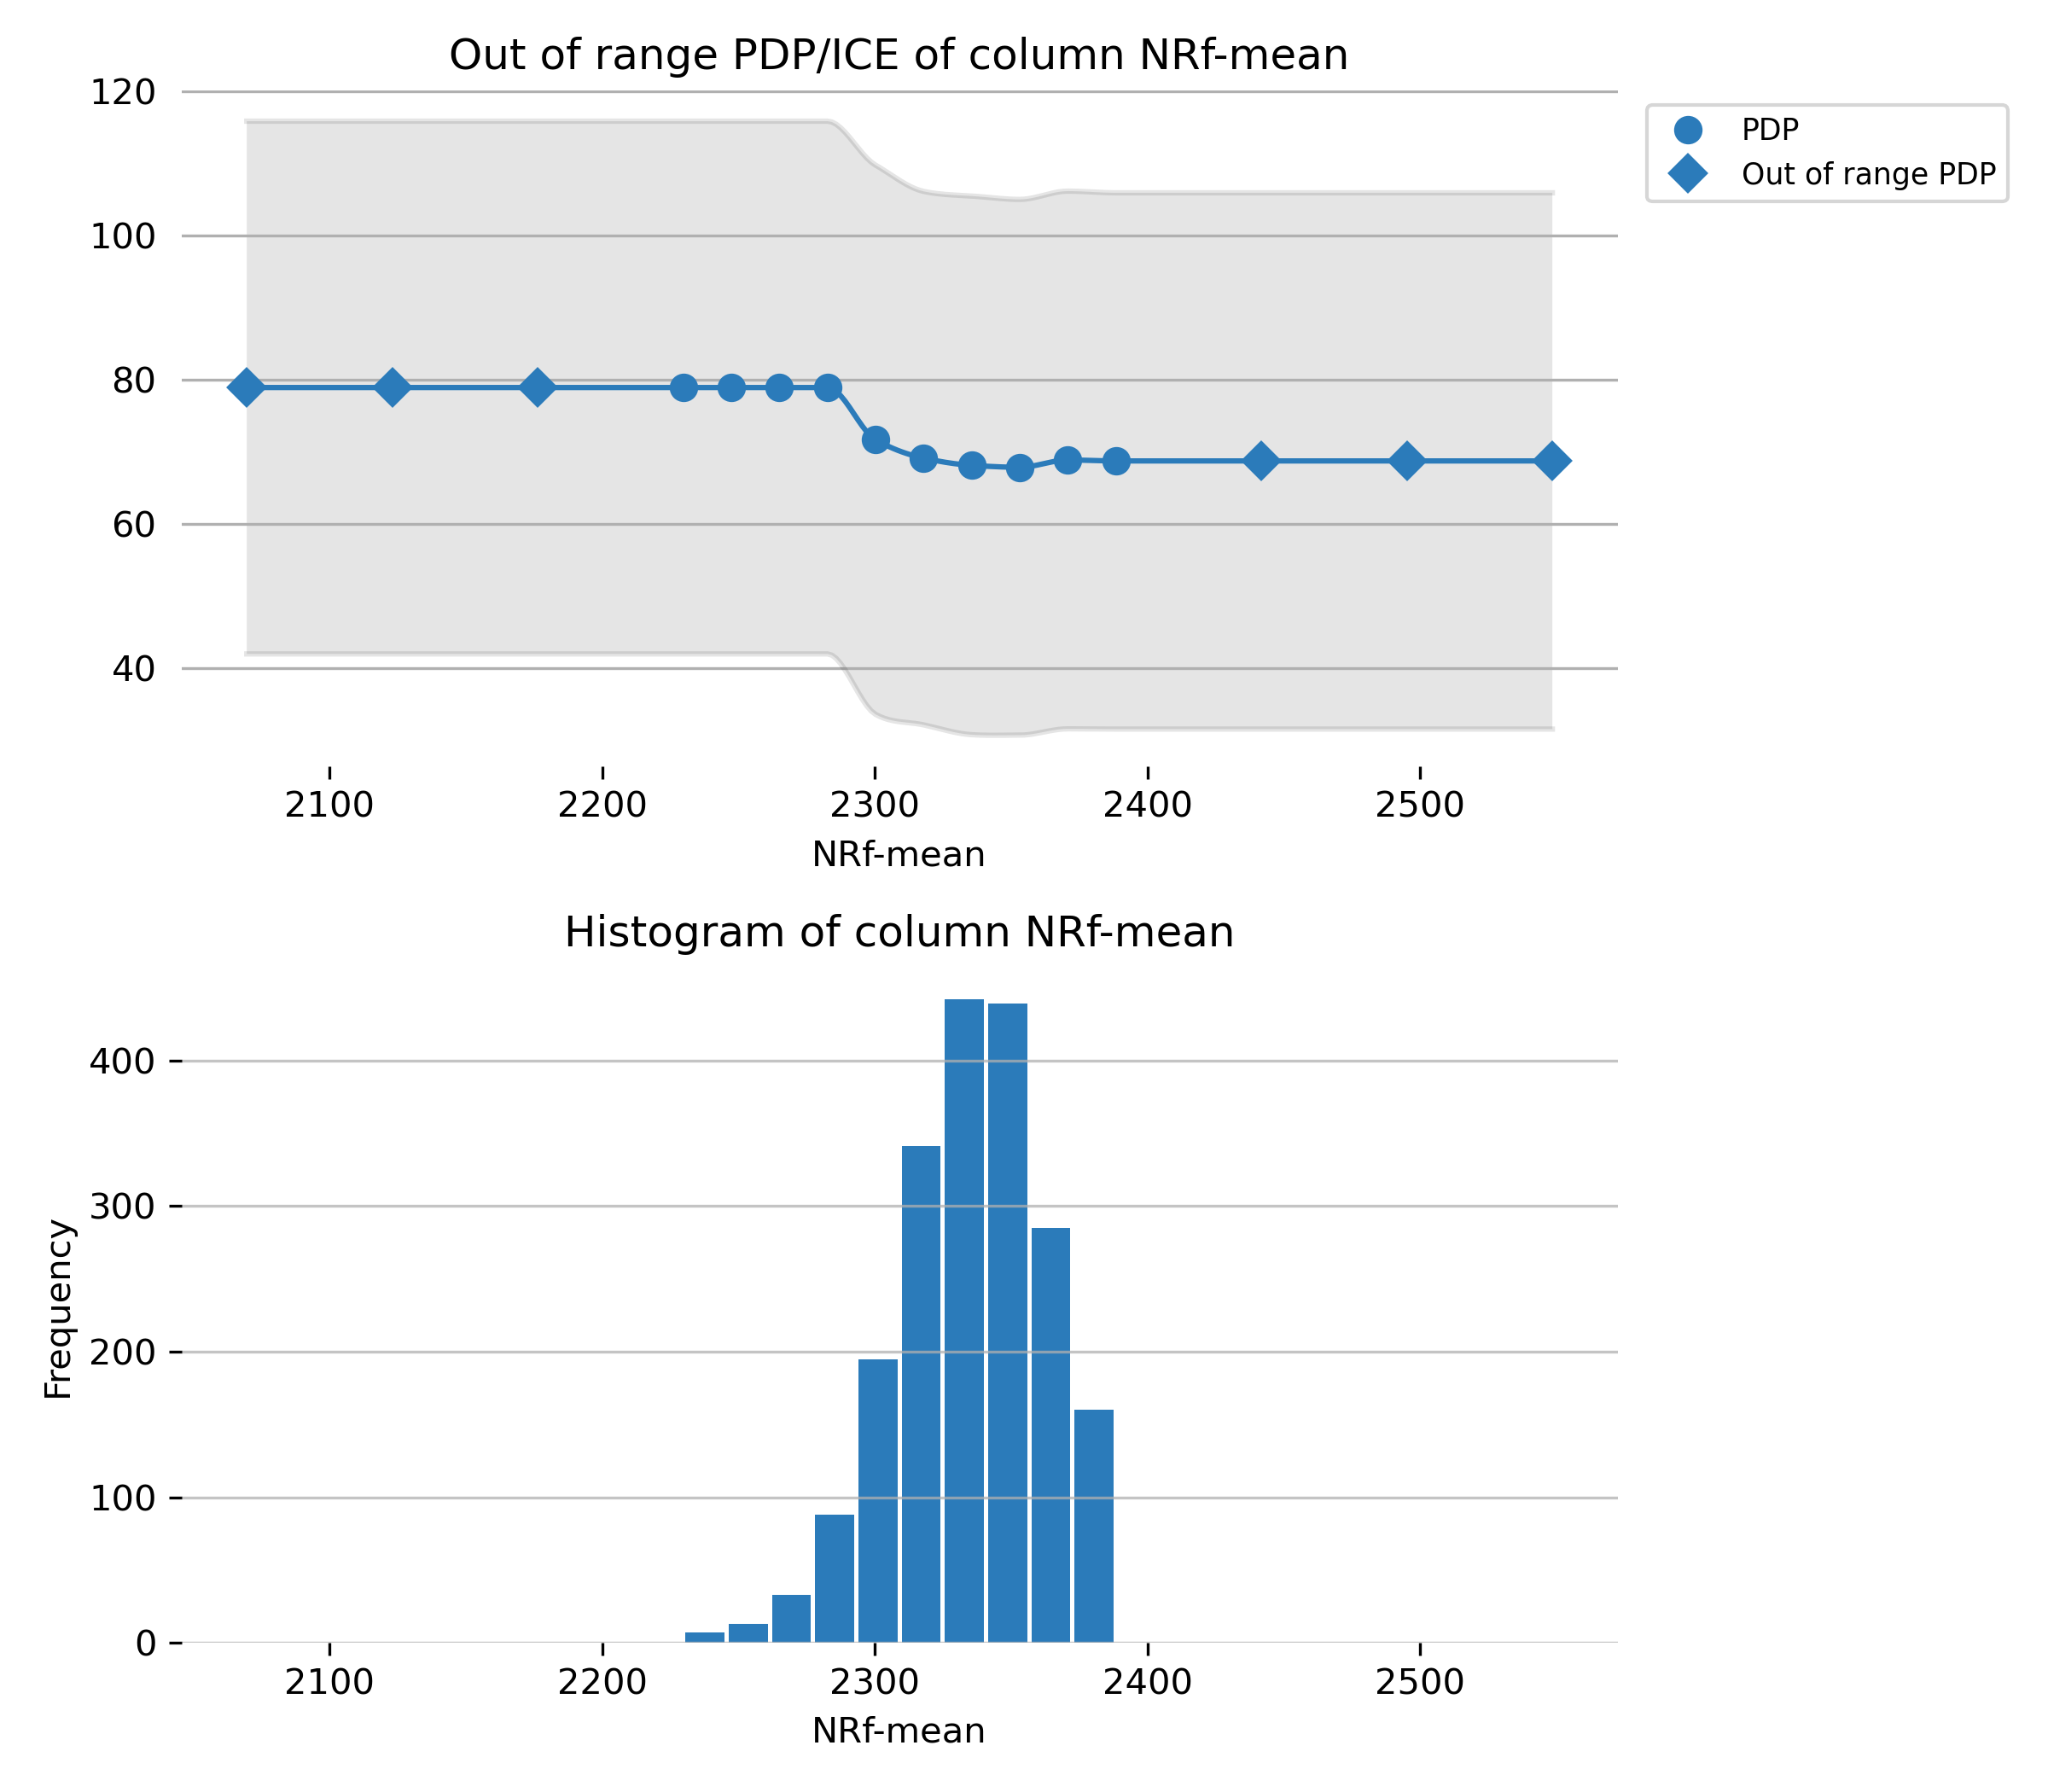 Out of range PDP/ICE of column NRf-mean
120
100
80
60
40
PDP
Out of range PDP
2100 2200 2300 2400 2500
NRf-mean
Histogram of column NRf-mean
Frequency
400
300
200
100
0
2100 2200 2300 2400 2500
NRf-mean